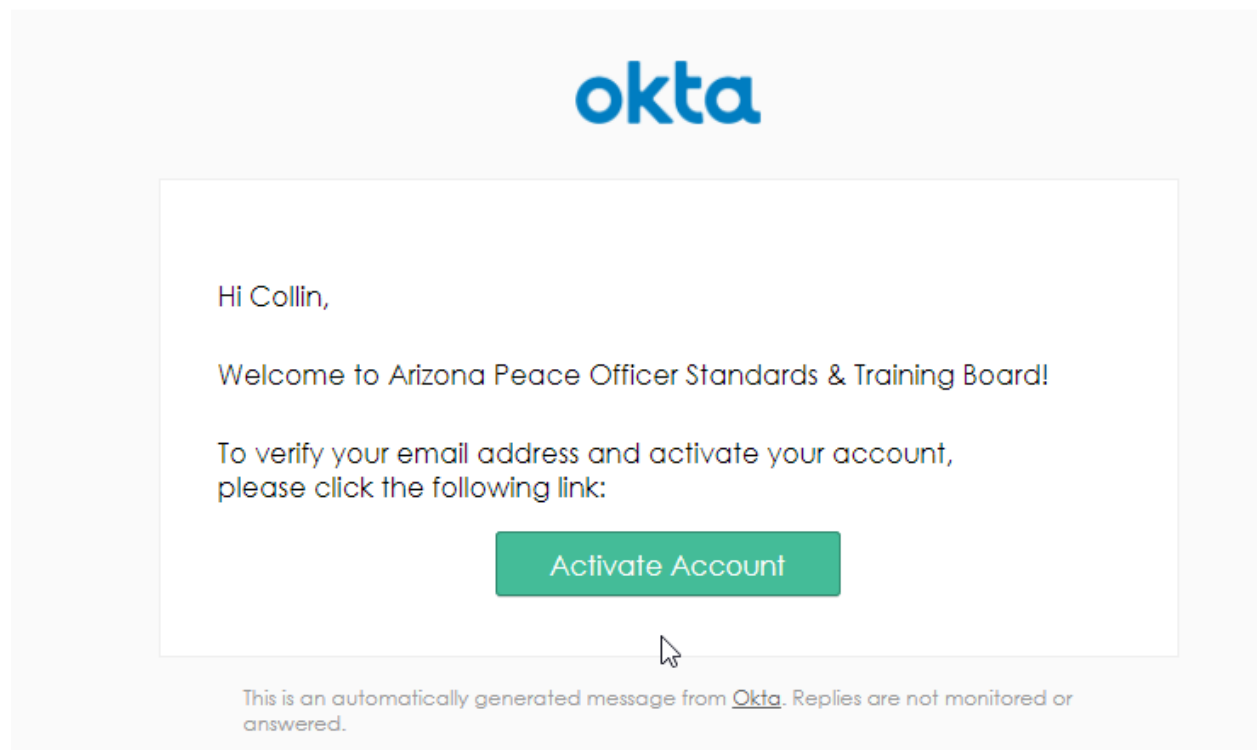 okta
Hi Collin,
Welcome to Arizona Peace Officer Standards & Training Board!
To verify your email address and activate your account,
please click the following link:
Activate Account
This is an automatically generated message from Okta. Replies are not monitored or
answered.